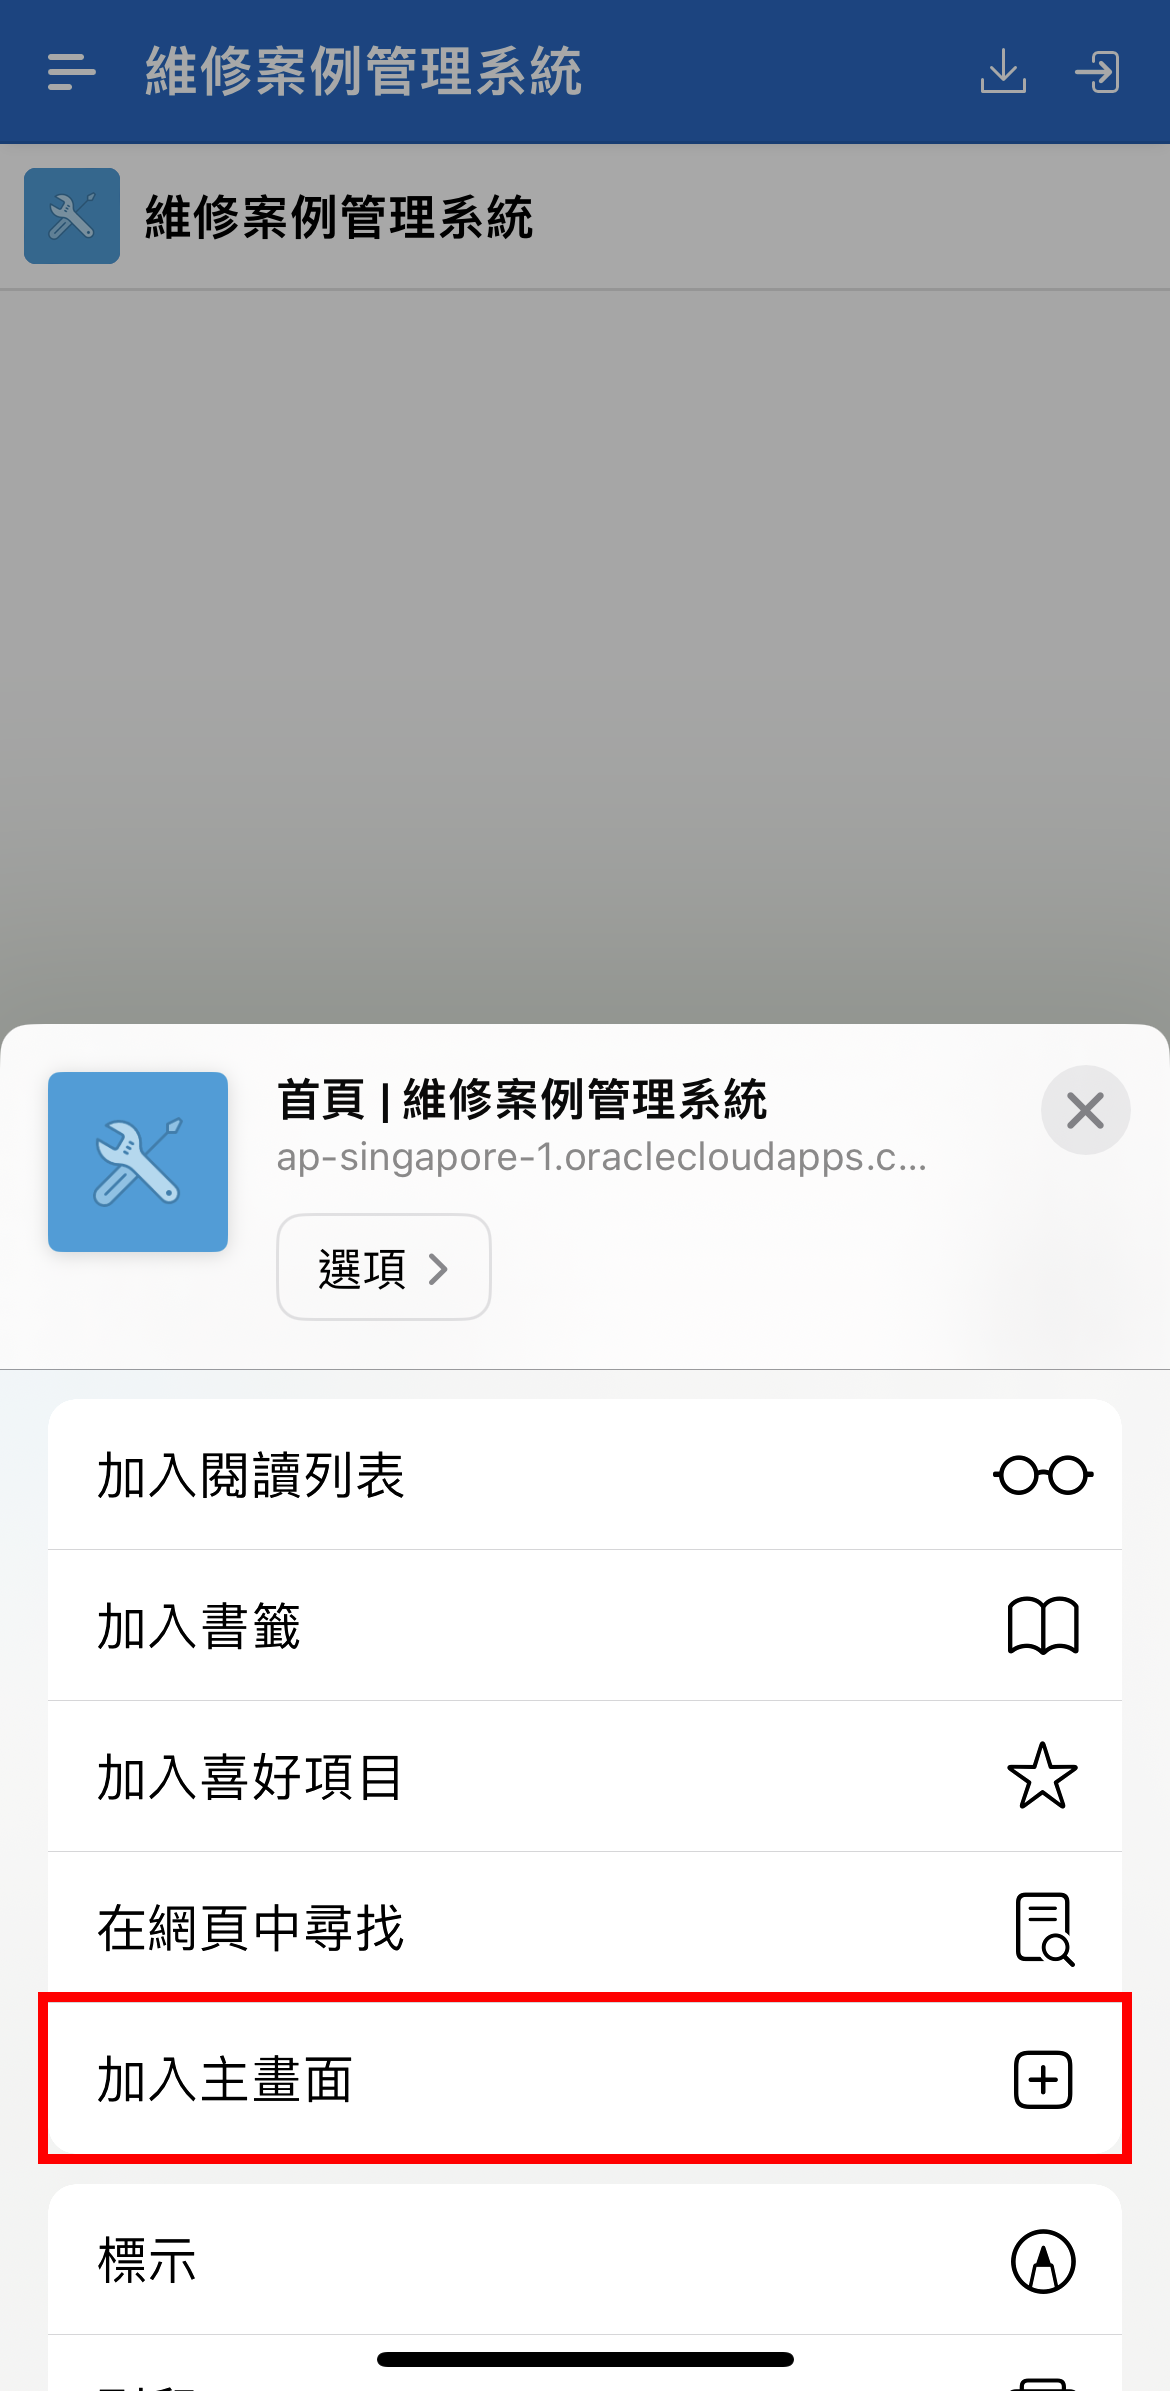 維修案例管理系統
維修案例管理系統
首頁 | 維修案例管理系統
ap-singapore-1.oraclecloudapps.c...
選項
加入閱讀列表
加入書籤
加入喜好項目
在網頁中尋找
加入主畫面
標示